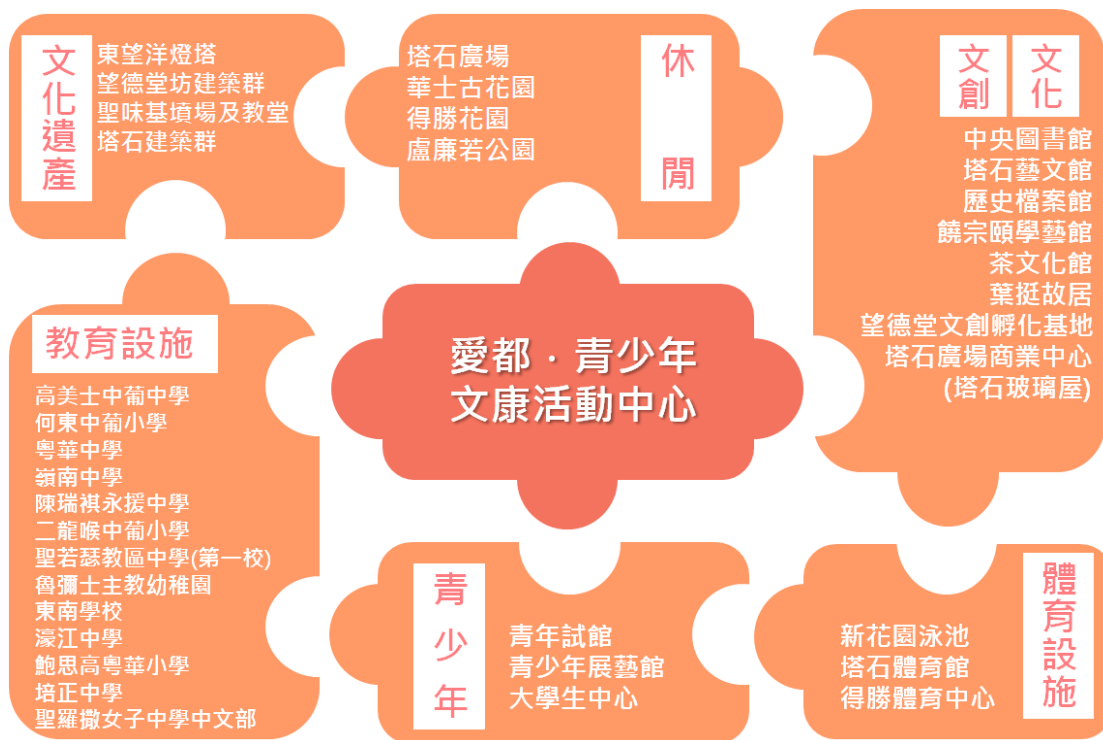 文化遺產
東望洋燈塔
望德堂坊建築群
聖味基墳場及教堂
塔石建築群
休閒
塔石廣場
華士古花園
得勝花園
盧廉若公園
文創
文化
中央圖書館
塔石藝文館
歷史檔案館
饒宗頤學藝館
茶文化館
葉挺故居
望德堂文創孵化基地
塔石廣場商業中心
(塔石玻璃屋)
愛都·青少年
文康活動中心
教育設施
高美士中葡中學
何東中葡小學
粵華中學
嶺南中學
陳瑞祺永援中學
二龍喉中葡小學
聖若瑟教區中學(第一校)
魯彌士主教幼稚園
東南學校
濠江中學
鮑思高粵華小學
培正中學
聖羅撒女子中學中文部
青少年
青年試館
青少年展藝館
大學生中心
體育設施
新花園泳池
塔石體育館
得勝體育中心